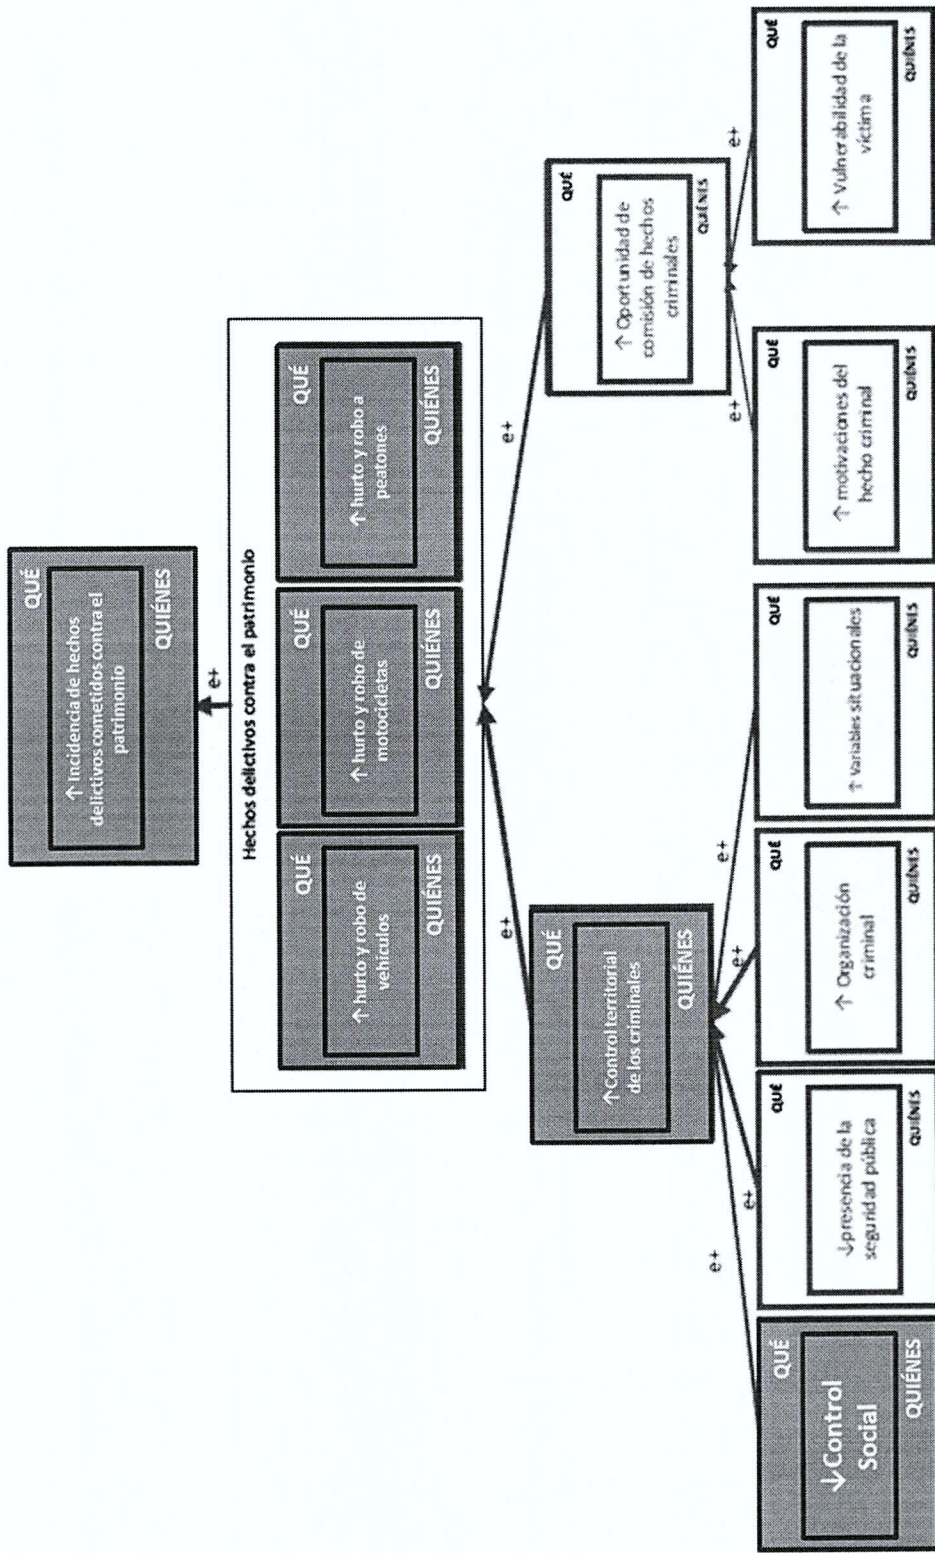 QUÉ
↑ Incidencia de hechos
delictivos cometidos contra el
patrimonio
QUIÉNES
e+
Hechos delictivos contra el patrimonio
QUÉ
↑ hurto y robo de
vehículos
QUIÉNES
QUÉ
↑ hurto y robo de
motocicletas
QUIÉNES
QUÉ
↑ hurto y robo a
peatones
QUIÉNES
e+
e+
QUÉ
↑Control territorial
de los criminales
QUIÉNES
QUÉ
↑ Oportunidad de
comisión de hechos
criminales
QUIÉNES
e+
e+
e+
e+
e+
e+
QUÉ
↓Control
Social
QUIÉNES
QUÉ
↓presencia de la
seguridad pública
QUIÉNES
QUÉ
↑ Organización
criminal
QUIÉNES
QUÉ
↑ Variables situacionales
QUIÉNES
QUÉ
↑ motivaciones del
hecho criminal
QUIÉNES
QUÉ
↑ Vulnerabilidad de la
víctima
QUIÉNES